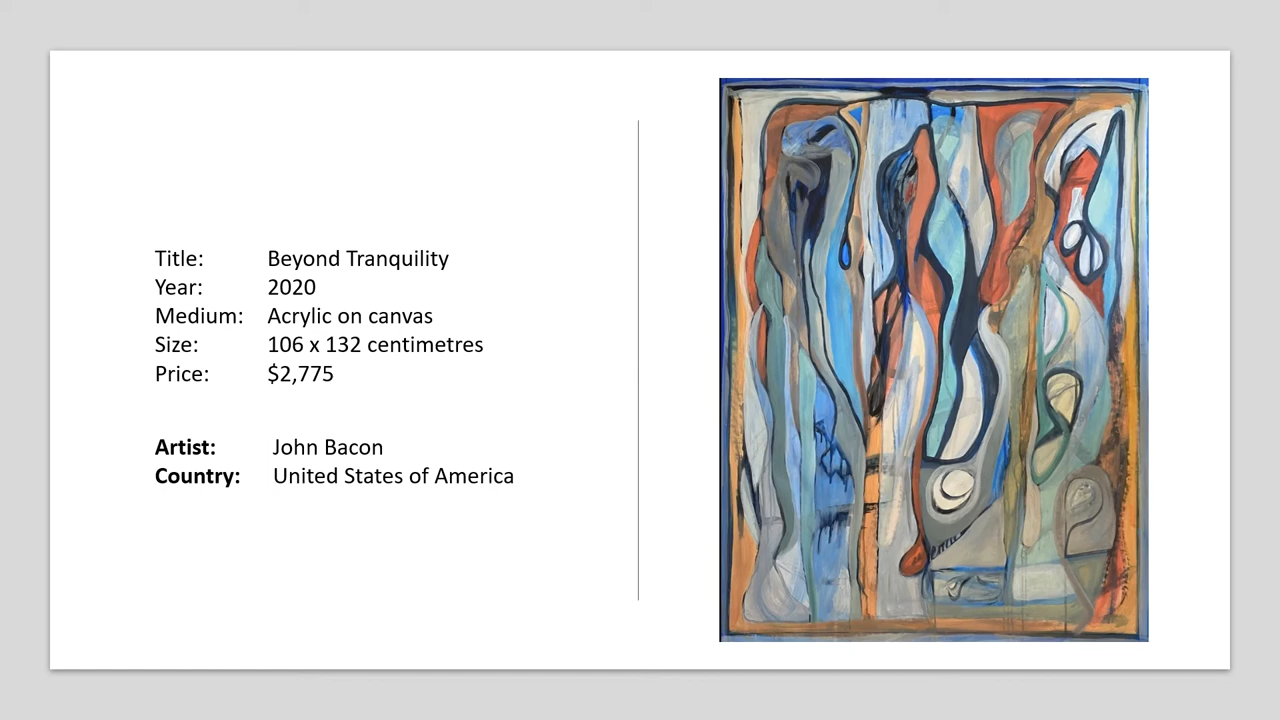 Title: Beyond Tranquility
Year: 2020
Medium: Acrylic on canvas
Size: 106 x 132 centimetres
Price: $2,775
Artist: John Bacon
Country: United States of America